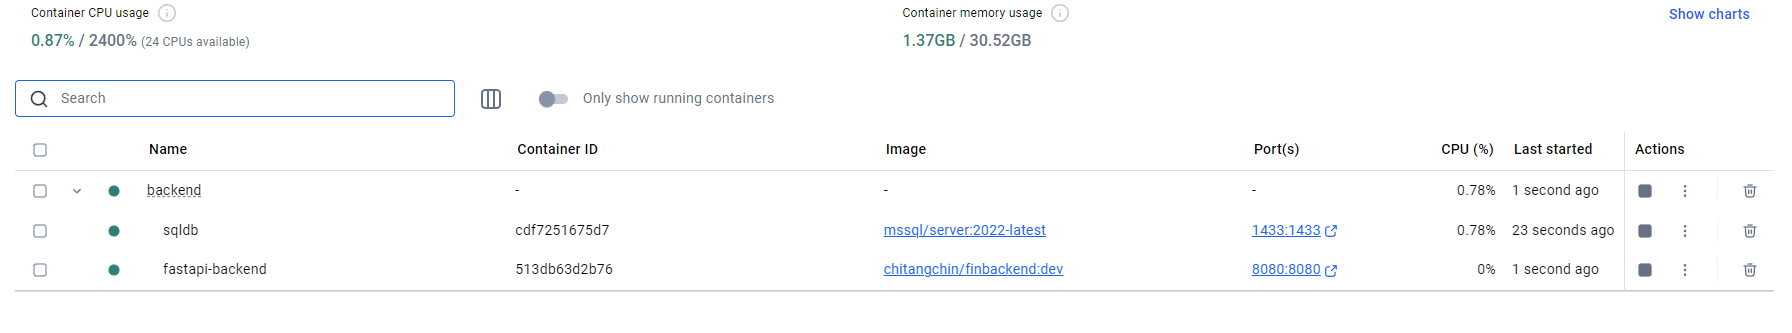 Container CPU usage
0.87% / 2400% (24 CPUs available)
Container memory usage
1.37GB / 30.52GB
Show charts
Search
Only show running containers
Name Container ID Image Port(s) CPU (%) Last started Actions
backend - - - 0.78% 1 second ago
sqldb cdf7251675d7 mssql/server:2022-latest 1433:1433 0.78% 23 seconds ago
fastapi-backend 513db63d2b76 chitangchin/finbackend:dev 8080:8080 0% 1 second ago